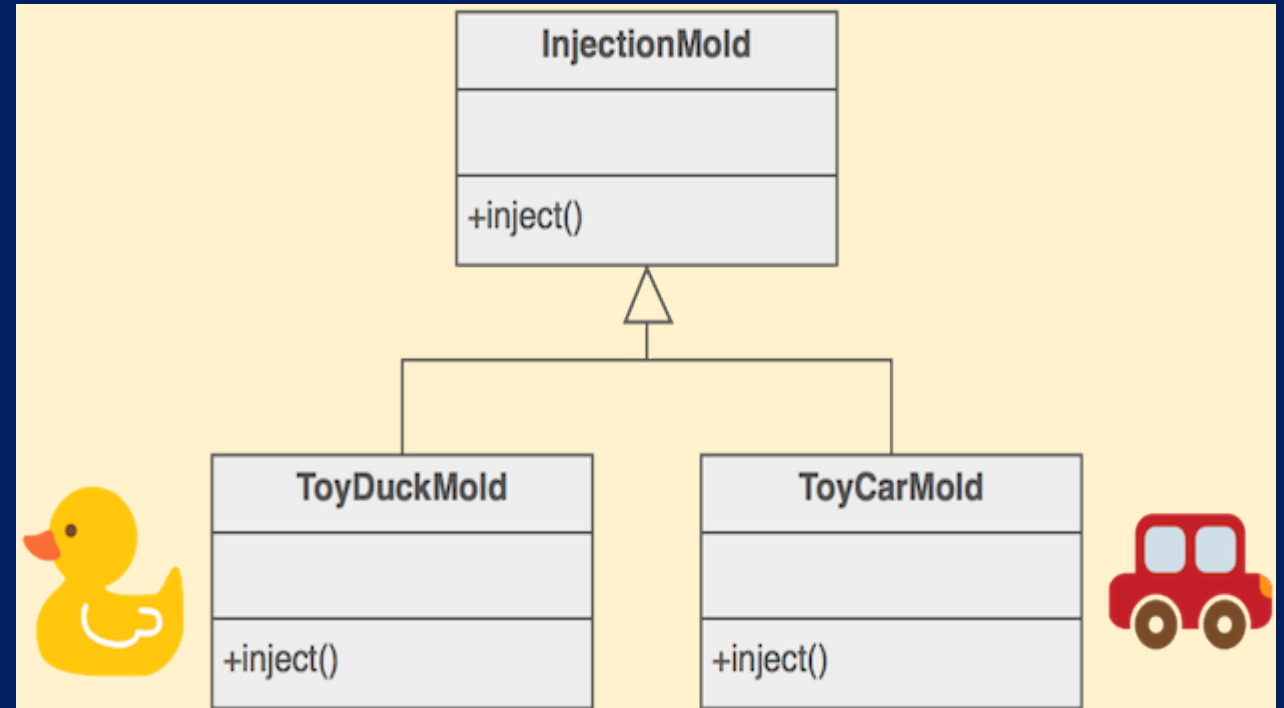 InjectionMold
+inject()
ToyDuckMold
+inject()
ToyCarMold
+inject()